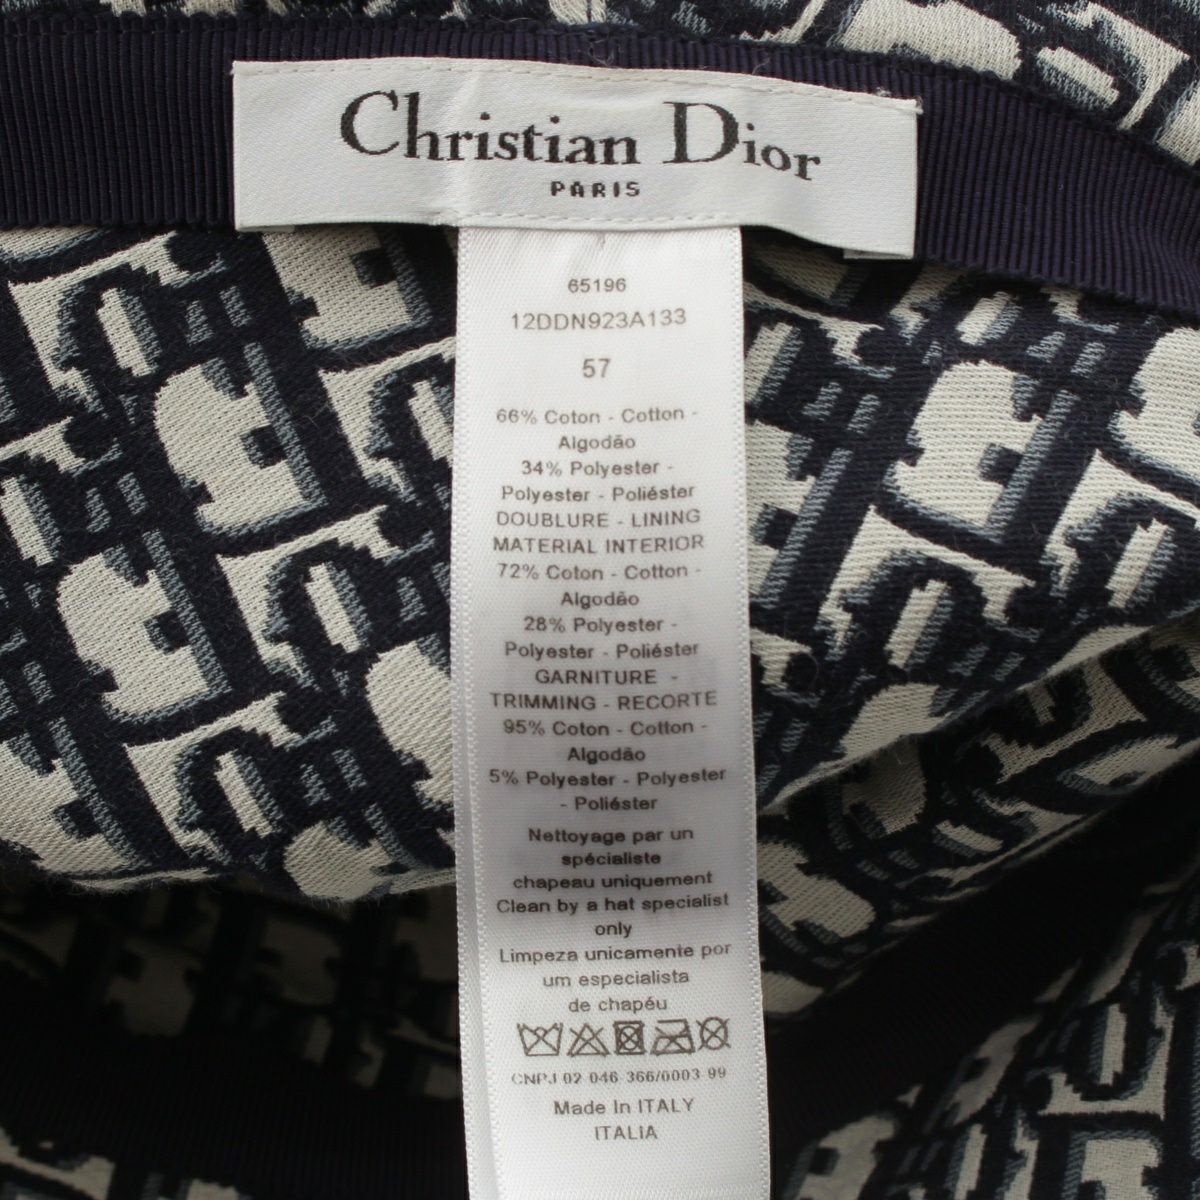 Christian Dior
PARIS
65196
12DDN923A133
57
66% Coton - Cotton -
Algodão
34% Polyester -
Polyester - Poliéster
DOUBLURE - LINING
MATERIAL INTERIOR
72% Coton - Cotton -
Algodão
28% Polyester -
Polyester - Poliéster
GARNITURE -
TRIMMING - RECORTE
95% Coton - Cotton -
Algodão
5% Polyester - Polyester
- Poliéster
Nettoyage par un
spécialiste
chapeau uniquement
Clean by a hat specialist
only
Limpeza unicamente por
um especialista
de chapéu
CNPJ 02 046 366/0003 99
Made In ITALY
ITALIA